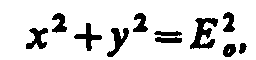 x² + y² = E₀²,